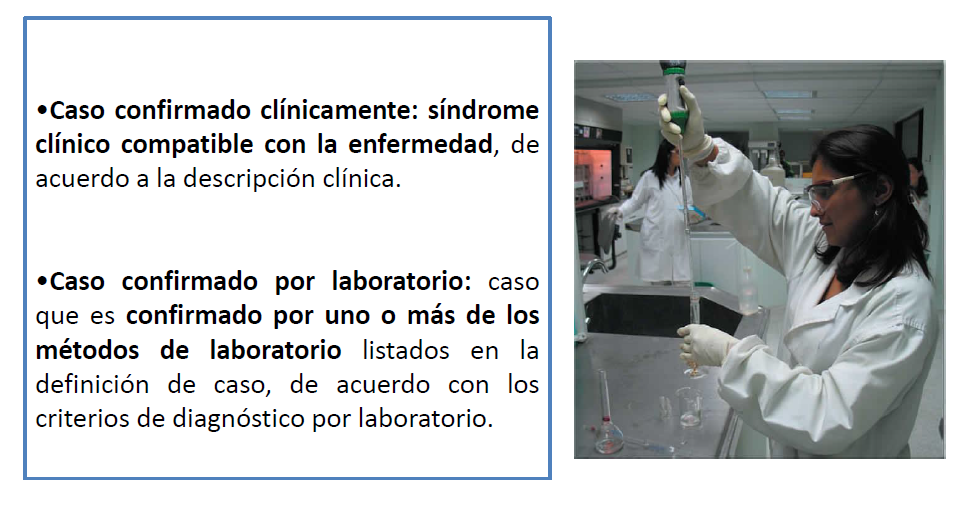 •Caso confirmado clínicamente: síndrome
clínico compatible con la enfermedad, de
acuerdo a la descripción clínica.
•Caso confirmado por laboratorio: caso
que es confirmado por uno o más de los
métodos de laboratorio listados en la
definición de caso, de acuerdo con los
criterios de diagnóstico por laboratorio.